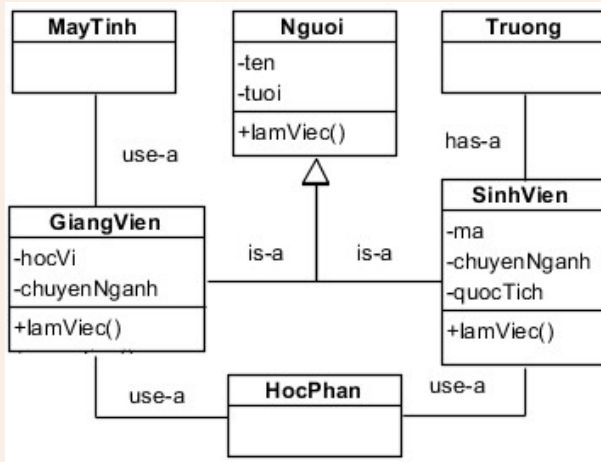 MayTinh
Nguoi
-ten
-tuoi
+lamViec()
Truong
use-a
has-a
GiangVien
-hocVi
-chuyenNganh
+lamViec()
is-a
is-a
SinhVien
-ma
-chuyenNganh
-quocTich
+lamViec()
use-a
HocPhan
use-a